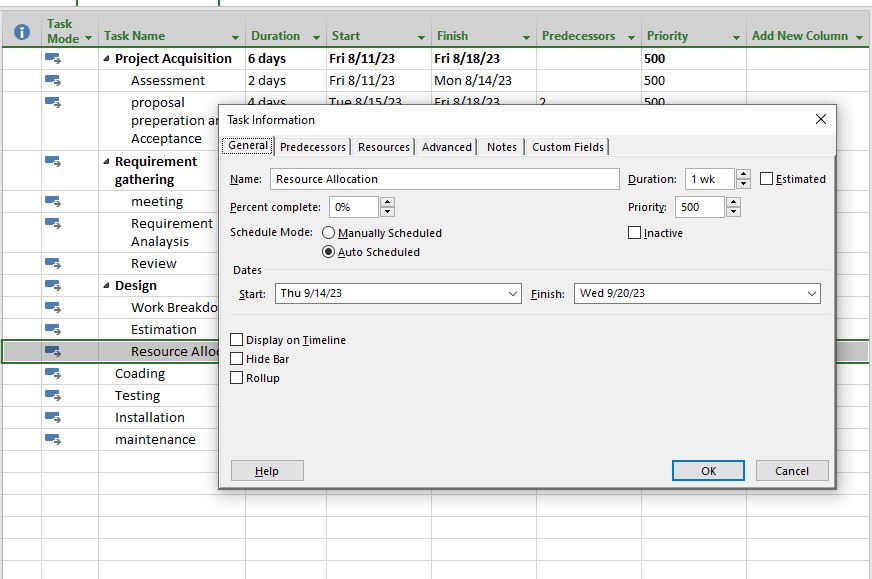 Task Mode Task Name Duration Start Finish Predecessors Priority Add New Column
Project Acquisition 6 days Fri 8/11/23 Fri 8/18/23 500
Assessment 2 days Fri 8/11/23 Mon 8/14/23 500
proposal 4 days Tue 8/15/23 Fri 8/18/23 2 500
preperation
Acceptance
Requirement
gathering
meeting
Requirement
Analaysis
Review
Design
Work
Estimation
Resource
Coading
Testing
Installation
maintenance
Task Information
General Predecessors Resources Advanced Notes Custom Fields
Name: Resource Allocation Duration: 1 wk Estimated
Percent complete: 0% Priority: 500
Schedule Mode: Manually Scheduled Inactive
Auto Scheduled
Dates
Start: Thu 9/14/23 Finish: Wed 9/20/23
Display on Timeline
Hide Bar
Rollup
Help OK Cancel